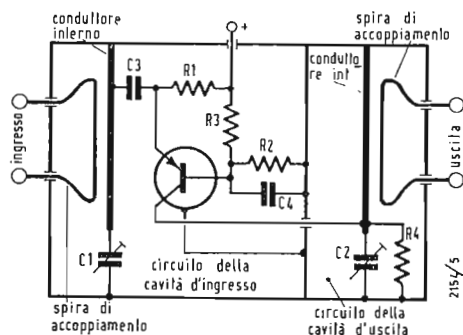 conduttore
interno
spira di
accoppiamento
+
C3
R1
condutto
re int
R3
ingresso
R2
uscita
C4
C1
C2
R4
circuilo della
cavità d'ingresso
spira di
accoppiamento
circuito della
cavità d'uscita
2154/5